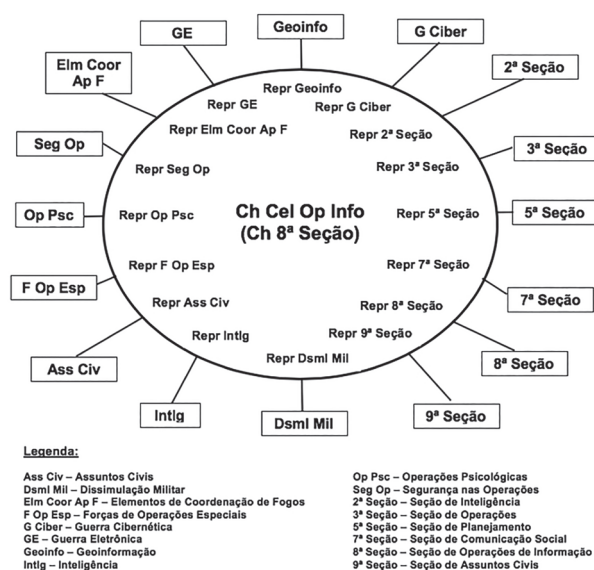 Geoinfo
GE
G Ciber
Elm Coor
Ap F
2ª Seção
Seg Op
3ª Seção
Op Psc
5ª Seção
F Op Esp
7ª Seção
Ass Civ
8ª Seção
Intlg
Dsml Mil
9ª Seção
Repr Geoinfo
Repr GE
Repr G Ciber
Repr Elm Coor Ap F
Repr 2ª Seção
Repr Seg Op
Repr 3ª Seção
Repr Op Psc
Ch Cel Op Info
(Ch 8ª Seção)
Repr 5ª Seção
Repr F Op Esp
Repr 7ª Seção
Repr Ass Civ
Repr 8ª Seção
Repr Intlg
Repr 9ª Seção
Repr Dsml Mil
Legenda:
Ass Civ – Assuntos Civis
Dsml Mil – Dissimulação Militar
Elm Coor Ap F – Elementos de Coordenação de Fogos
F Op Esp – Forças de Operações Especiais
G Ciber – Guerra Cibernética
GE – Guerra Eletrônica
Geoinfo – Geoinformação
Intlg – Inteligência
Op Psc – Operações Psicológicas
Seg Op – Segurança nas Operações
2ª Seção – Seção de Inteligência
3ª Seção – Seção de Operações
5ª Seção – Seção de Planejamento
7ª Seção – Seção de Comunicação Social
8ª Seção – Seção de Operações de Informação
9ª Seção – Seção de Assuntos Civis